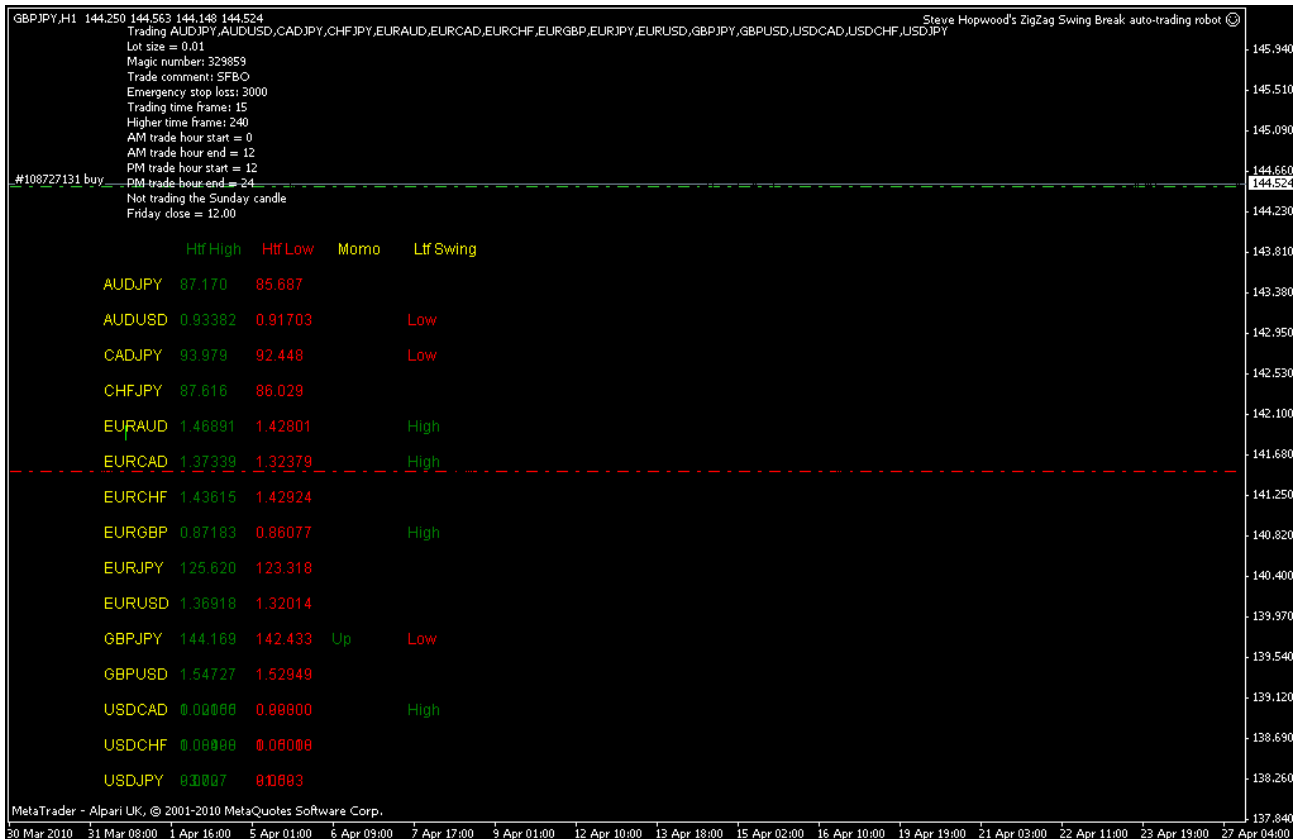 GBPJPY,H1 144.250 144.563 144.148 144.524
Steve Hopwood's ZigZag Swing Break auto-trading robot
Trading AUDJPY,AUDUSD,CADJPY,CHFJPY,EURAUD,EURCAD,EURCHF,EURGBP,EURJPY,EURUSD,GBPJPY,GBPUSD,USDCAD,USDCHF,USDJPY
Lot size = 0.01
Magic number: 329859
Trade comment: SFBO
Emergency stop loss: 3000
Trading time frame: 15
Higher time frame: 240
AM trade hour start = 0
AM trade hour end = 12
PM trade hour start = 12
#108727131 buy
PM trade hour end = 24
Not trading the Sunday candle
Friday close = 12.00
Htf High Htf Low Momo Ltf Swing
AUDJPY 87.170 85.687
AUDUSD 0.93382 0.91703 Low
CADJPY 93.979 92.448 Low
CHFJPY 87.616 86.029
EURAUD 1.46891 1.42801 High
EURCAD 1.37339 1.32379 High
EURCHF 1.43615 1.42924
EURGBP 0.87183 0.86077 High
EURJPY 125.620 123.318
EURUSD 1.36918 1.32014
GBPJPY 144.169 142.433 Up Low
GBPUSD 1.54727 1.52949
USDCAD High
USDCHF
USDJPY
145.940
145.510
145.090
144.660
144.524
144.230
143.810
143.380
142.950
142.530
142.100
141.680
141.250
140.820
140.400
139.970
139.540
139.120
138.690
138.260
137.840
MetaTrader - Alpari UK, © 2001-2010 MetaQuotes Software Corp.
30 Mar 2010 31 Mar 08:00 1 Apr 16:00 5 Apr 01:00 6 Apr 09:00 7 Apr 17:00 9 Apr 01:00 12 Apr 10:00 13 Apr 18:00 15 Apr 02:00 16 Apr 10:00 19 Apr 19:00 21 Apr 03:00 22 Apr 11:00 23 Apr 19:00 27 Apr 04:00